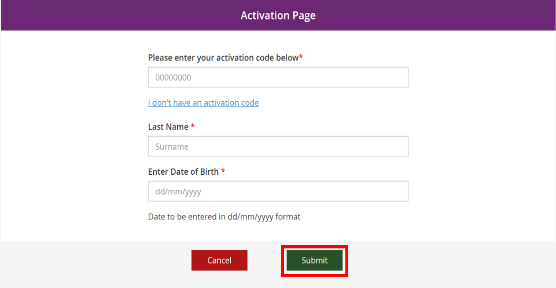 Activation Page
Please enter your activation code below*
00000000
I don't have an activation code
Last Name *
Surname
Enter Date of Birth *
dd/mm/yyyy
Date to be entered in dd/mm/yyyy format
Cancel
Submit